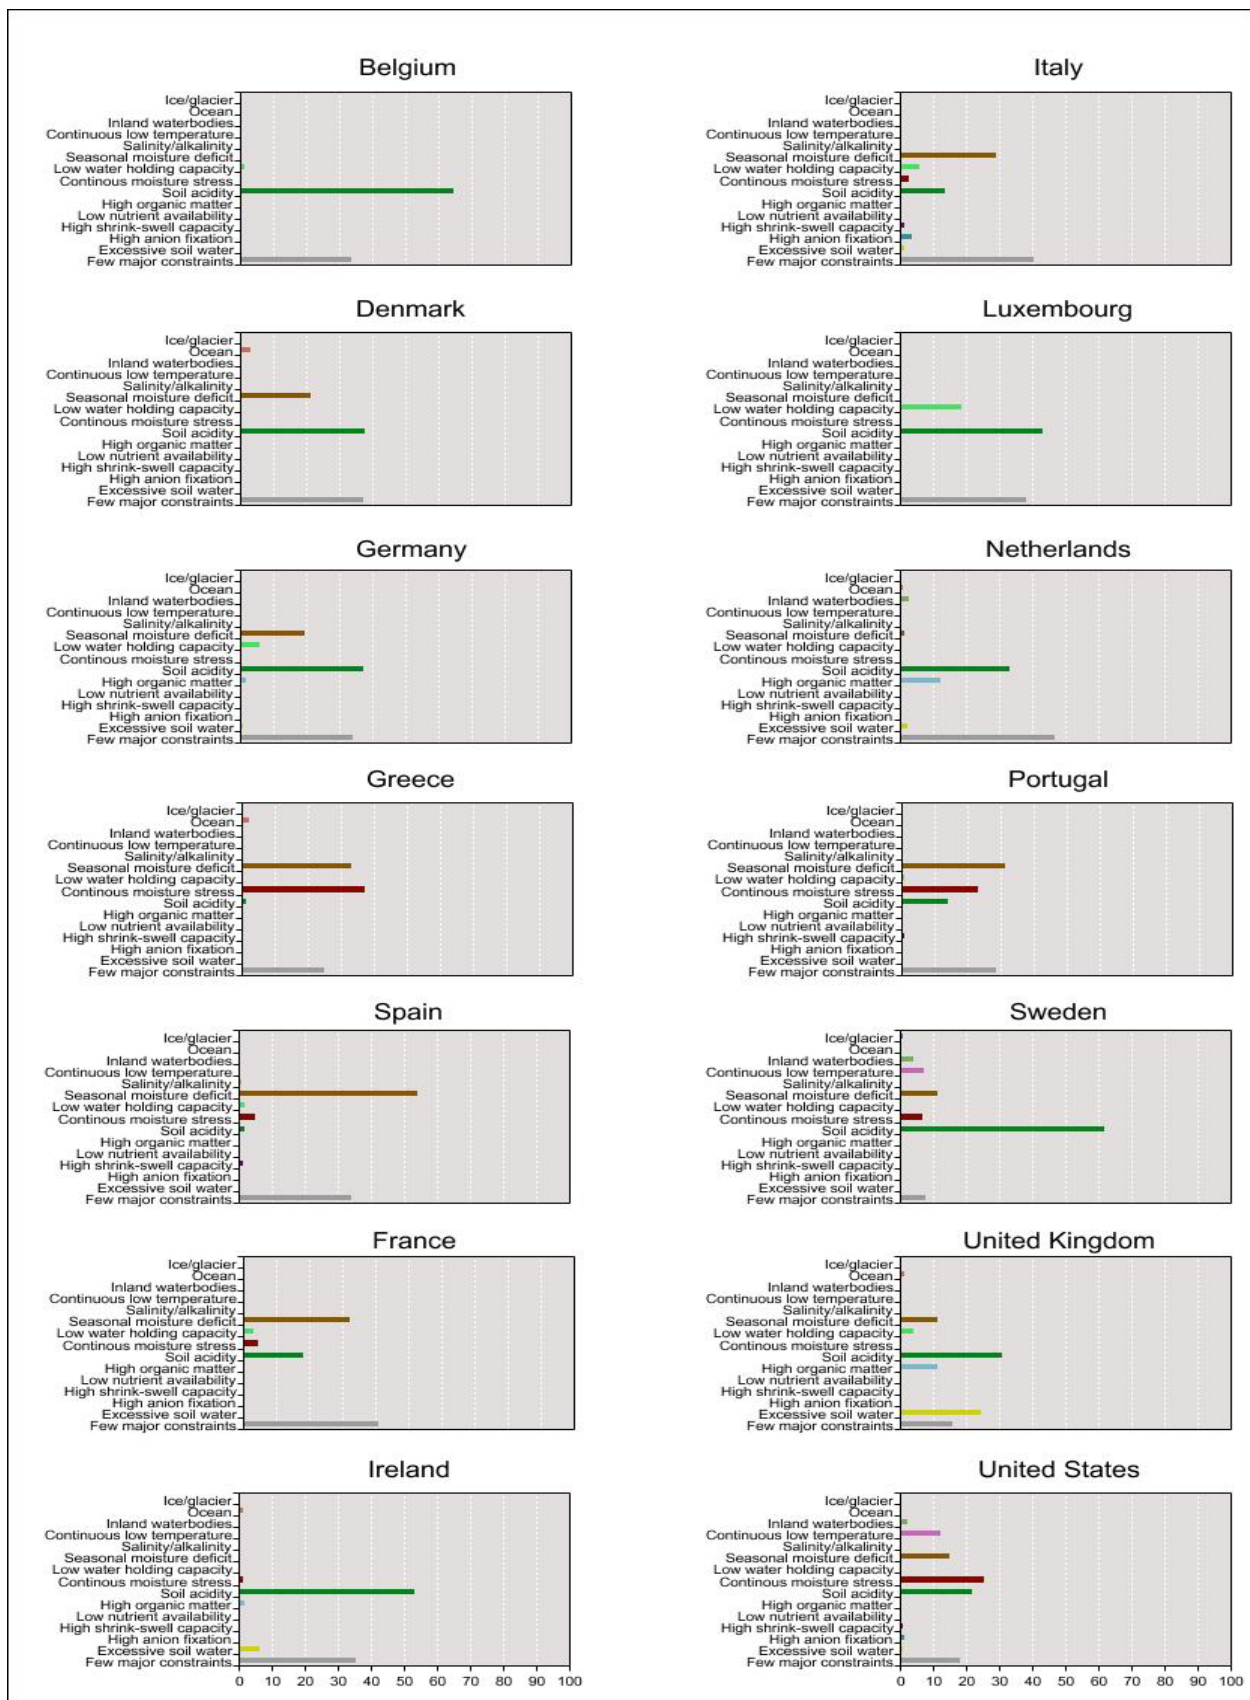 Belgium
Ice/glacier
Ocean
Inland waterbodies
Continuous low temperature
Salinity/alkalinity
Seasonal moisture deficit
Low water holding capacity
Continous moisture stress
Soil acidity
High organic matter
Low nutrient availability
High shrink-swell capacity
High anion fixation
Excessive soil water
Few major constraints
Italy
Ice/glacier
Ocean
Inland waterbodies
Continuous low temperature
Salinity/alkalinity
Seasonal moisture deficit
Low water holding capacity
Continous moisture stress
Soil acidity
High organic matter
Low nutrient availability
High shrink-swell capacity
High anion fixation
Excessive soil water
Few major constraints
Denmark
Ice/glacier
Ocean
Inland waterbodies
Continuous low temperature
Salinity/alkalinity
Seasonal moisture deficit
Low water holding capacity
Continous moisture stress
Soil acidity
High organic matter
Low nutrient availability
High shrink-swell capacity
High anion fixation
Excessive soil water
Few major constraints
Luxembourg
Ice/glacier
Ocean
Inland waterbodies
Continuous low temperature
Salinity/alkalinity
Seasonal moisture deficit
Low water holding capacity
Continous moisture stress
Soil acidity
High organic matter
Low nutrient availability
High shrink-swell capacity
High anion fixation
Excessive soil water
Few major constraints
Germany
Ice/glacier
Ocean
Inland waterbodies
Continuous low temperature
Salinity/alkalinity
Seasonal moisture deficit
Low water holding capacity
Continous moisture stress
Soil acidity
High organic matter
Low nutrient availability
High shrink-swell capacity
High anion fixation
Excessive soil water
Few major constraints
Netherlands
Ice/glacier
Ocean
Inland waterbodies
Continuous low temperature
Salinity/alkalinity
Seasonal moisture deficit
Low water holding capacity
Continous moisture stress
Soil acidity
High organic matter
Low nutrient availability
High shrink-swell capacity
High anion fixation
Excessive soil water
Few major constraints
Greece
Ice/glacier
Ocean
Inland waterbodies
Continuous low temperature
Salinity/alkalinity
Seasonal moisture deficit
Low water holding capacity
Continous moisture stress
Soil acidity
High organic matter
Low nutrient availability
High shrink-swell capacity
High anion fixation
Excessive soil water
Few major constraints
Portugal
Ice/glacier
Ocean
Inland waterbodies
Continuous low temperature
Salinity/alkalinity
Seasonal moisture deficit
Low water holding capacity
Continous moisture stress
Soil acidity
High organic matter
Low nutrient availability
High shrink-swell capacity
High anion fixation
Excessive soil water
Few major constraints
Spain
Ice/glacier
Ocean
Inland waterbodies
Continuous low temperature
Salinity/alkalinity
Seasonal moisture deficit
Low water holding capacity
Continous moisture stress
Soil acidity
High organic matter
Low nutrient availability
High shrink-swell capacity
High anion fixation
Excessive soil water
Few major constraints
Sweden
Ice/glacier
Ocean
Inland waterbodies
Continuous low temperature
Salinity/alkalinity
Seasonal moisture deficit
Low water holding capacity
Continous moisture stress
Soil acidity
High organic matter
Low nutrient availability
High shrink-swell capacity
High anion fixation
Excessive soil water
Few major constraints
France
Ice/glacier
Ocean
Inland waterbodies
Continuous low temperature
Salinity/alkalinity
Seasonal moisture deficit
Low water holding capacity
Continous moisture stress
Soil acidity
High organic matter
Low nutrient availability
High shrink-swell capacity
High anion fixation
Excessive soil water
Few major constraints
United Kingdom
Ice/glacier
Ocean
Inland waterbodies
Continuous low temperature
Salinity/alkalinity
Seasonal moisture deficit
Low water holding capacity
Continous moisture stress
Soil acidity
High organic matter
Low nutrient availability
High shrink-swell capacity
High anion fixation
Excessive soil water
Few major constraints
Ireland
Ice/glacier
Ocean
Inland waterbodies
Continuous low temperature
Salinity/alkalinity
Seasonal moisture deficit
Low water holding capacity
Continous moisture stress
Soil acidity
High organic matter
Low nutrient availability
High shrink-swell capacity
High anion fixation
Excessive soil water
Few major constraints
0 10 20 30 40 50 60 70 80 90 100
United States
Ice/glacier
Ocean
Inland waterbodies
Continuous low temperature
Salinity/alkalinity
Seasonal moisture deficit
Low water holding capacity
Continous moisture stress
Soil acidity
High organic matter
Low nutrient availability
High shrink-swell capacity
High anion fixation
Excessive soil water
Few major constraints
0 10 20 30 40 50 60 70 80 90 100